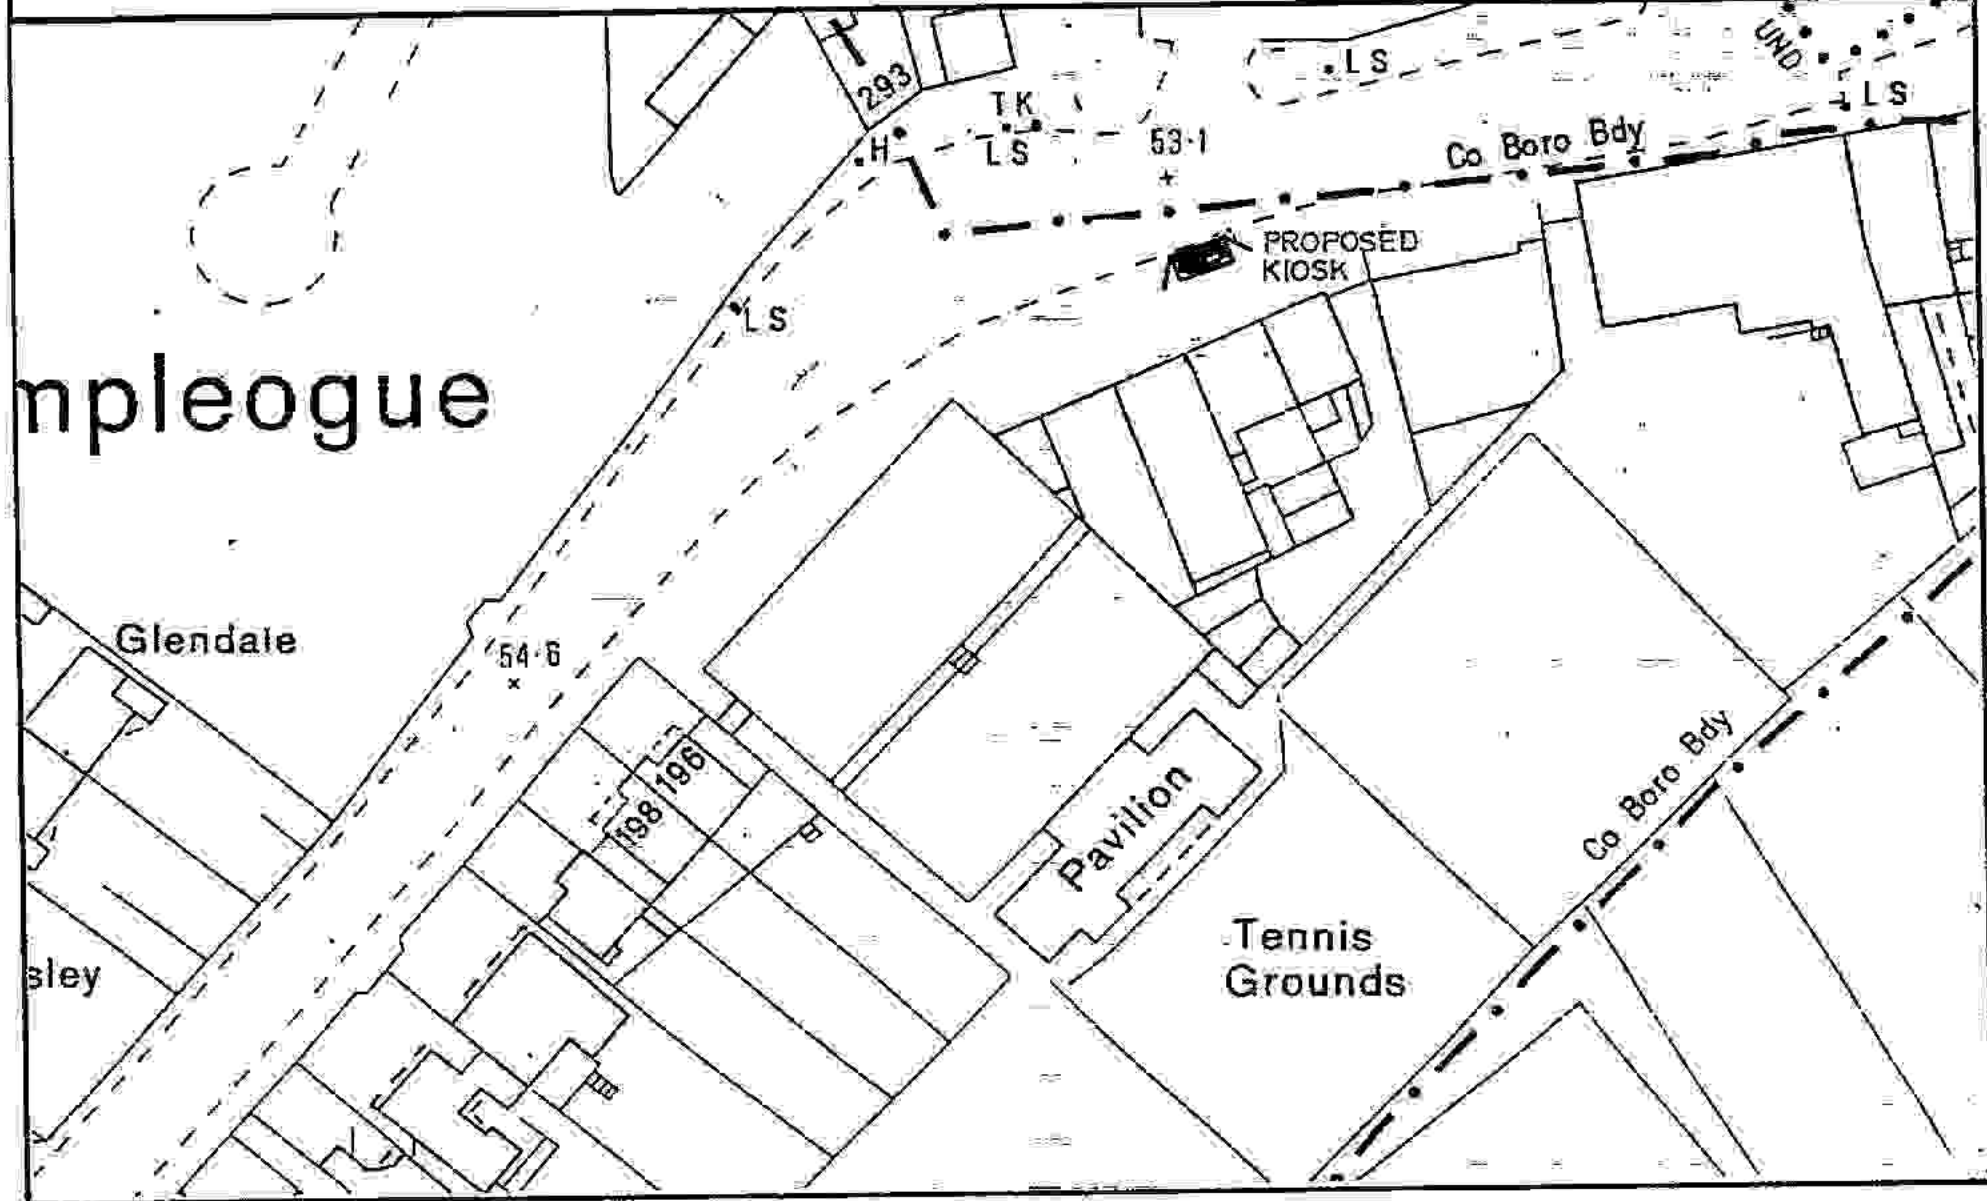 293
TK
LS
H
53·1
LS
UND
LS
Co Boro Bdy
PROPOSED
KIOSK
LS
mpleogue
Glendale
54·6
196
198
Pavilion
Co Boro Bdy
Tennis
Grounds
sley